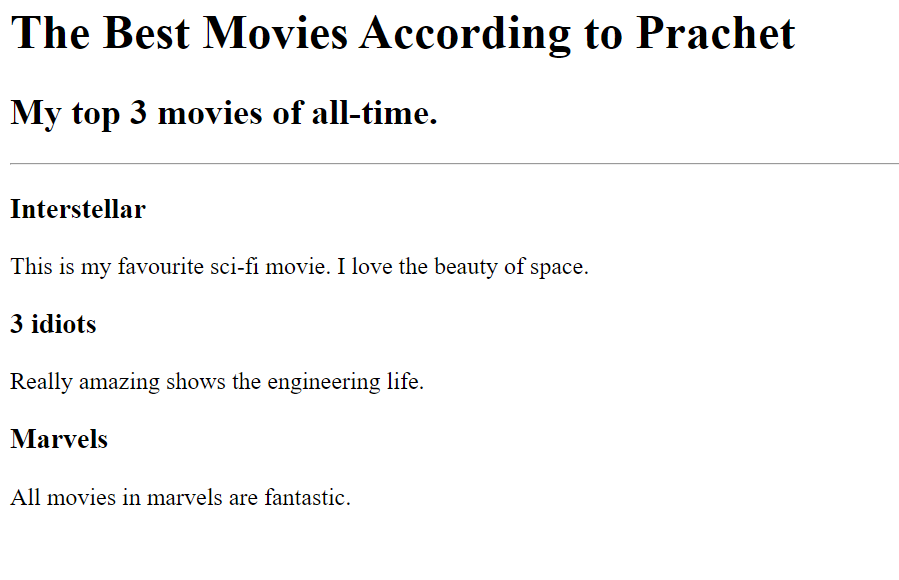 The Best Movies According to Prachet
My top 3 movies of all-time.
Interstellar
This is my favourite sci-fi movie. I love the beauty of space.
3 idiots
Really amazing shows the engineering life.
Marvels
All movies in marvels are fantastic.